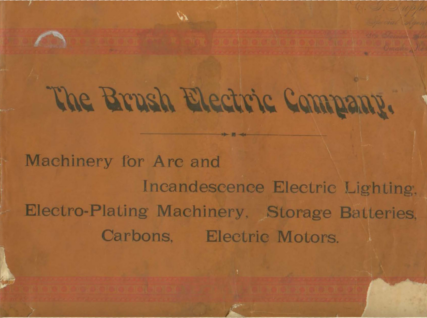 The Brush Electric Company.
Machinery for Arc and
Incandescence Electric Lighting,
Electro-Plating Machinery, Storage Batteries,
Carbons, Electric Motors.